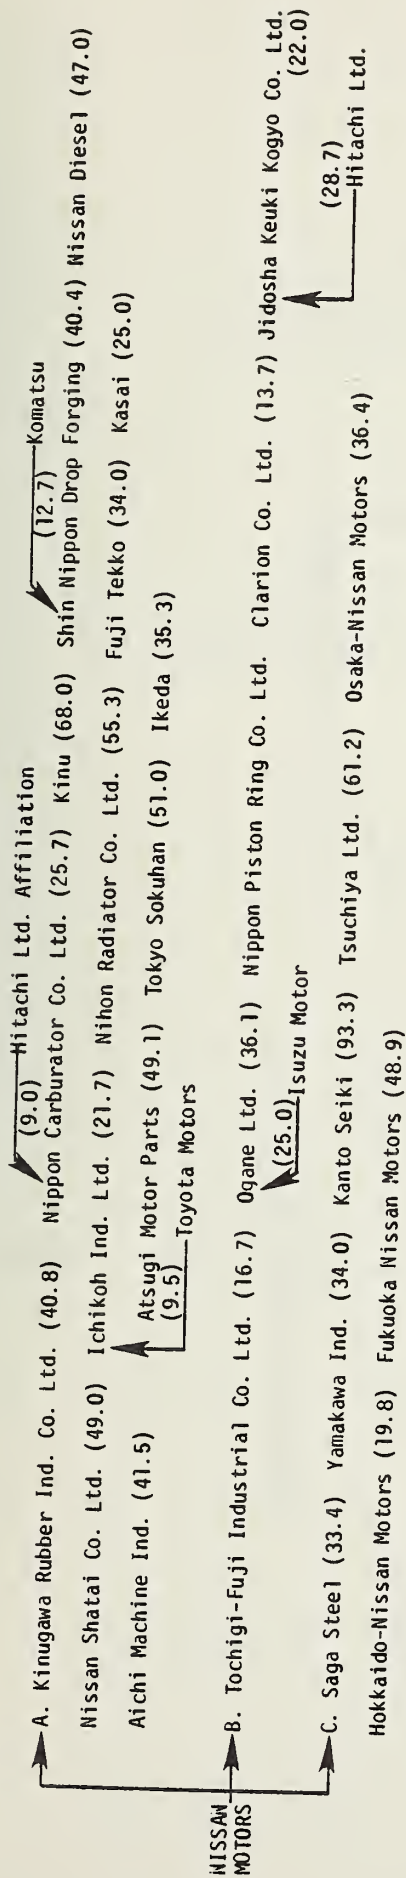 (9.0) Hitachi Ltd. Affiliation
(12.7) Komatsu
A. Kinugawa Rubber Ind. Co. Ltd. (40.8) Nippon Carburator Co. Ltd. (25.7) Kinu (68.0) Shin Nippon Drop Forging (40.4) Nissan Diesel (47.0)
Nissan Shatai Co. Ltd. (49.0) Ichikoh Ind. Ltd. (21.7) Nihon Radiator Co. Ltd. (55.3) Fuji Tekko (34.0) Kasai (25.0)
Aichi Machine Ind. (41.5) Atsugi Motor Parts (49.1) Tokyo Sokuhan (51.0) Ikeda (35.3)
(9.5) Toyota Motors
NISSAN
MOTORS
B. Tochigi-Fuji Industrial Co. Ltd. (16.7) Ogane Ltd. (36.1) Nippon Piston Ring Co. Ltd. Clarion Co. Ltd. (13.7) Jidosha Keuki Kogyo Co. Ltd.
(22.0)
(25.0) Isuzu Motor
(28.7)
Hitachi Ltd.
C. Saga Steel (33.4) Yamakawa Ind. (34.0) Kanto Seiki (93.3) Tsuchiya Ltd. (61.2) Osaka-Nissan Motors (36.4)
Hokkaido-Nissan Motors (19.8) Fukuoka Nissan Motors (48.9)